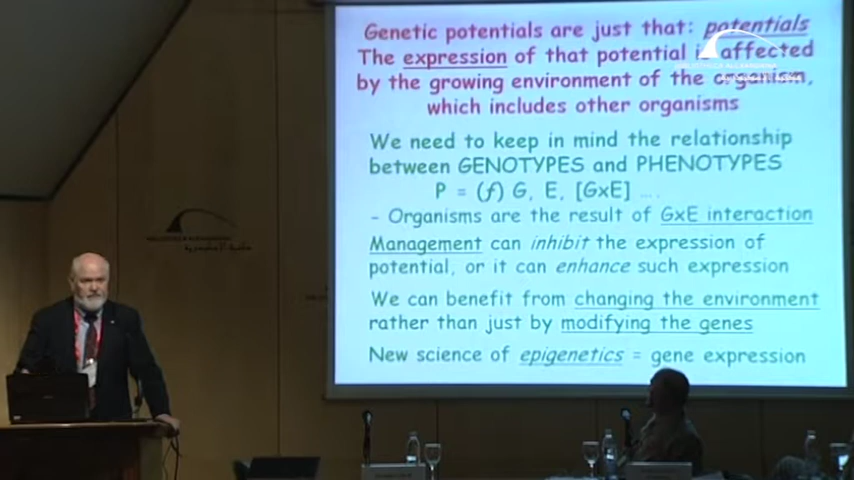 Genetic potentials are just that: potentials
The expression of that potential is affected
by the growing environment of the organism,
which includes other organisms
We need to keep in mind the relationship
between GENOTYPES and PHENOTYPES
P = (ƒ) G, E, [GxE] ....
- Organisms are the result of GxE interaction
Management can inhibit the expression of
potential, or it can enhance such expression
We can benefit from changing the environment
rather than just by modifying the genes
New science of epigenetics = gene expression
BIBLIOTHECA ALEXANDRINA
مكتبة الإسكندرية